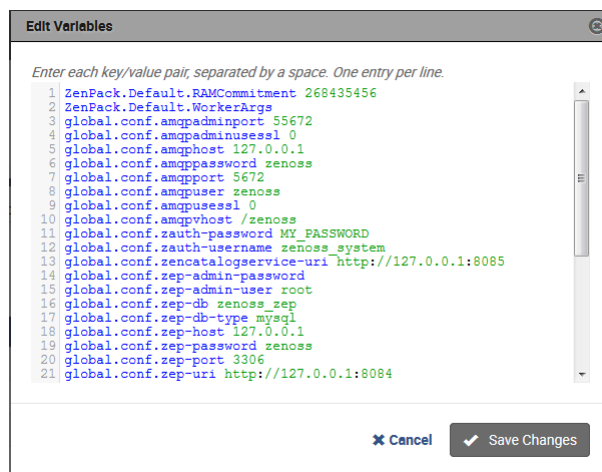 Edit Variables
Enter each key/value pair, separated by a space. One entry per line.
1 ZenPack.Default.RAMCommitment 268435456
2 ZenPack.Default.WorkerArgs
3 global.conf.amqpadminport 55672
4 global.conf.amqpadminusessl 0
5 global.conf.amqphost 127.0.0.1
6 global.conf.amqppassword zenoss
7 global.conf.amqpport 5672
8 global.conf.amqpuser zenoss
9 global.conf.amqpusessl 0
10 global.conf.amqpvhost /zenoss
11 global.conf.zauth-password MY_PASSWORD
12 global.conf.zauth-username zenoss_system
13 global.conf.zencatalogservice-uri http://127.0.0.1:8085
14 global.conf.zep-admin-password
15 global.conf.zep-admin-user root
16 global.conf.zep-db zenoss_zep
17 global.conf.zep-db-type mysql
18 global.conf.zep-host 127.0.0.1
19 global.conf.zep-password zenoss
20 global.conf.zep-port 3306
21 global.conf.zep-uri http://127.0.0.1:8084
Cancel
Save Changes